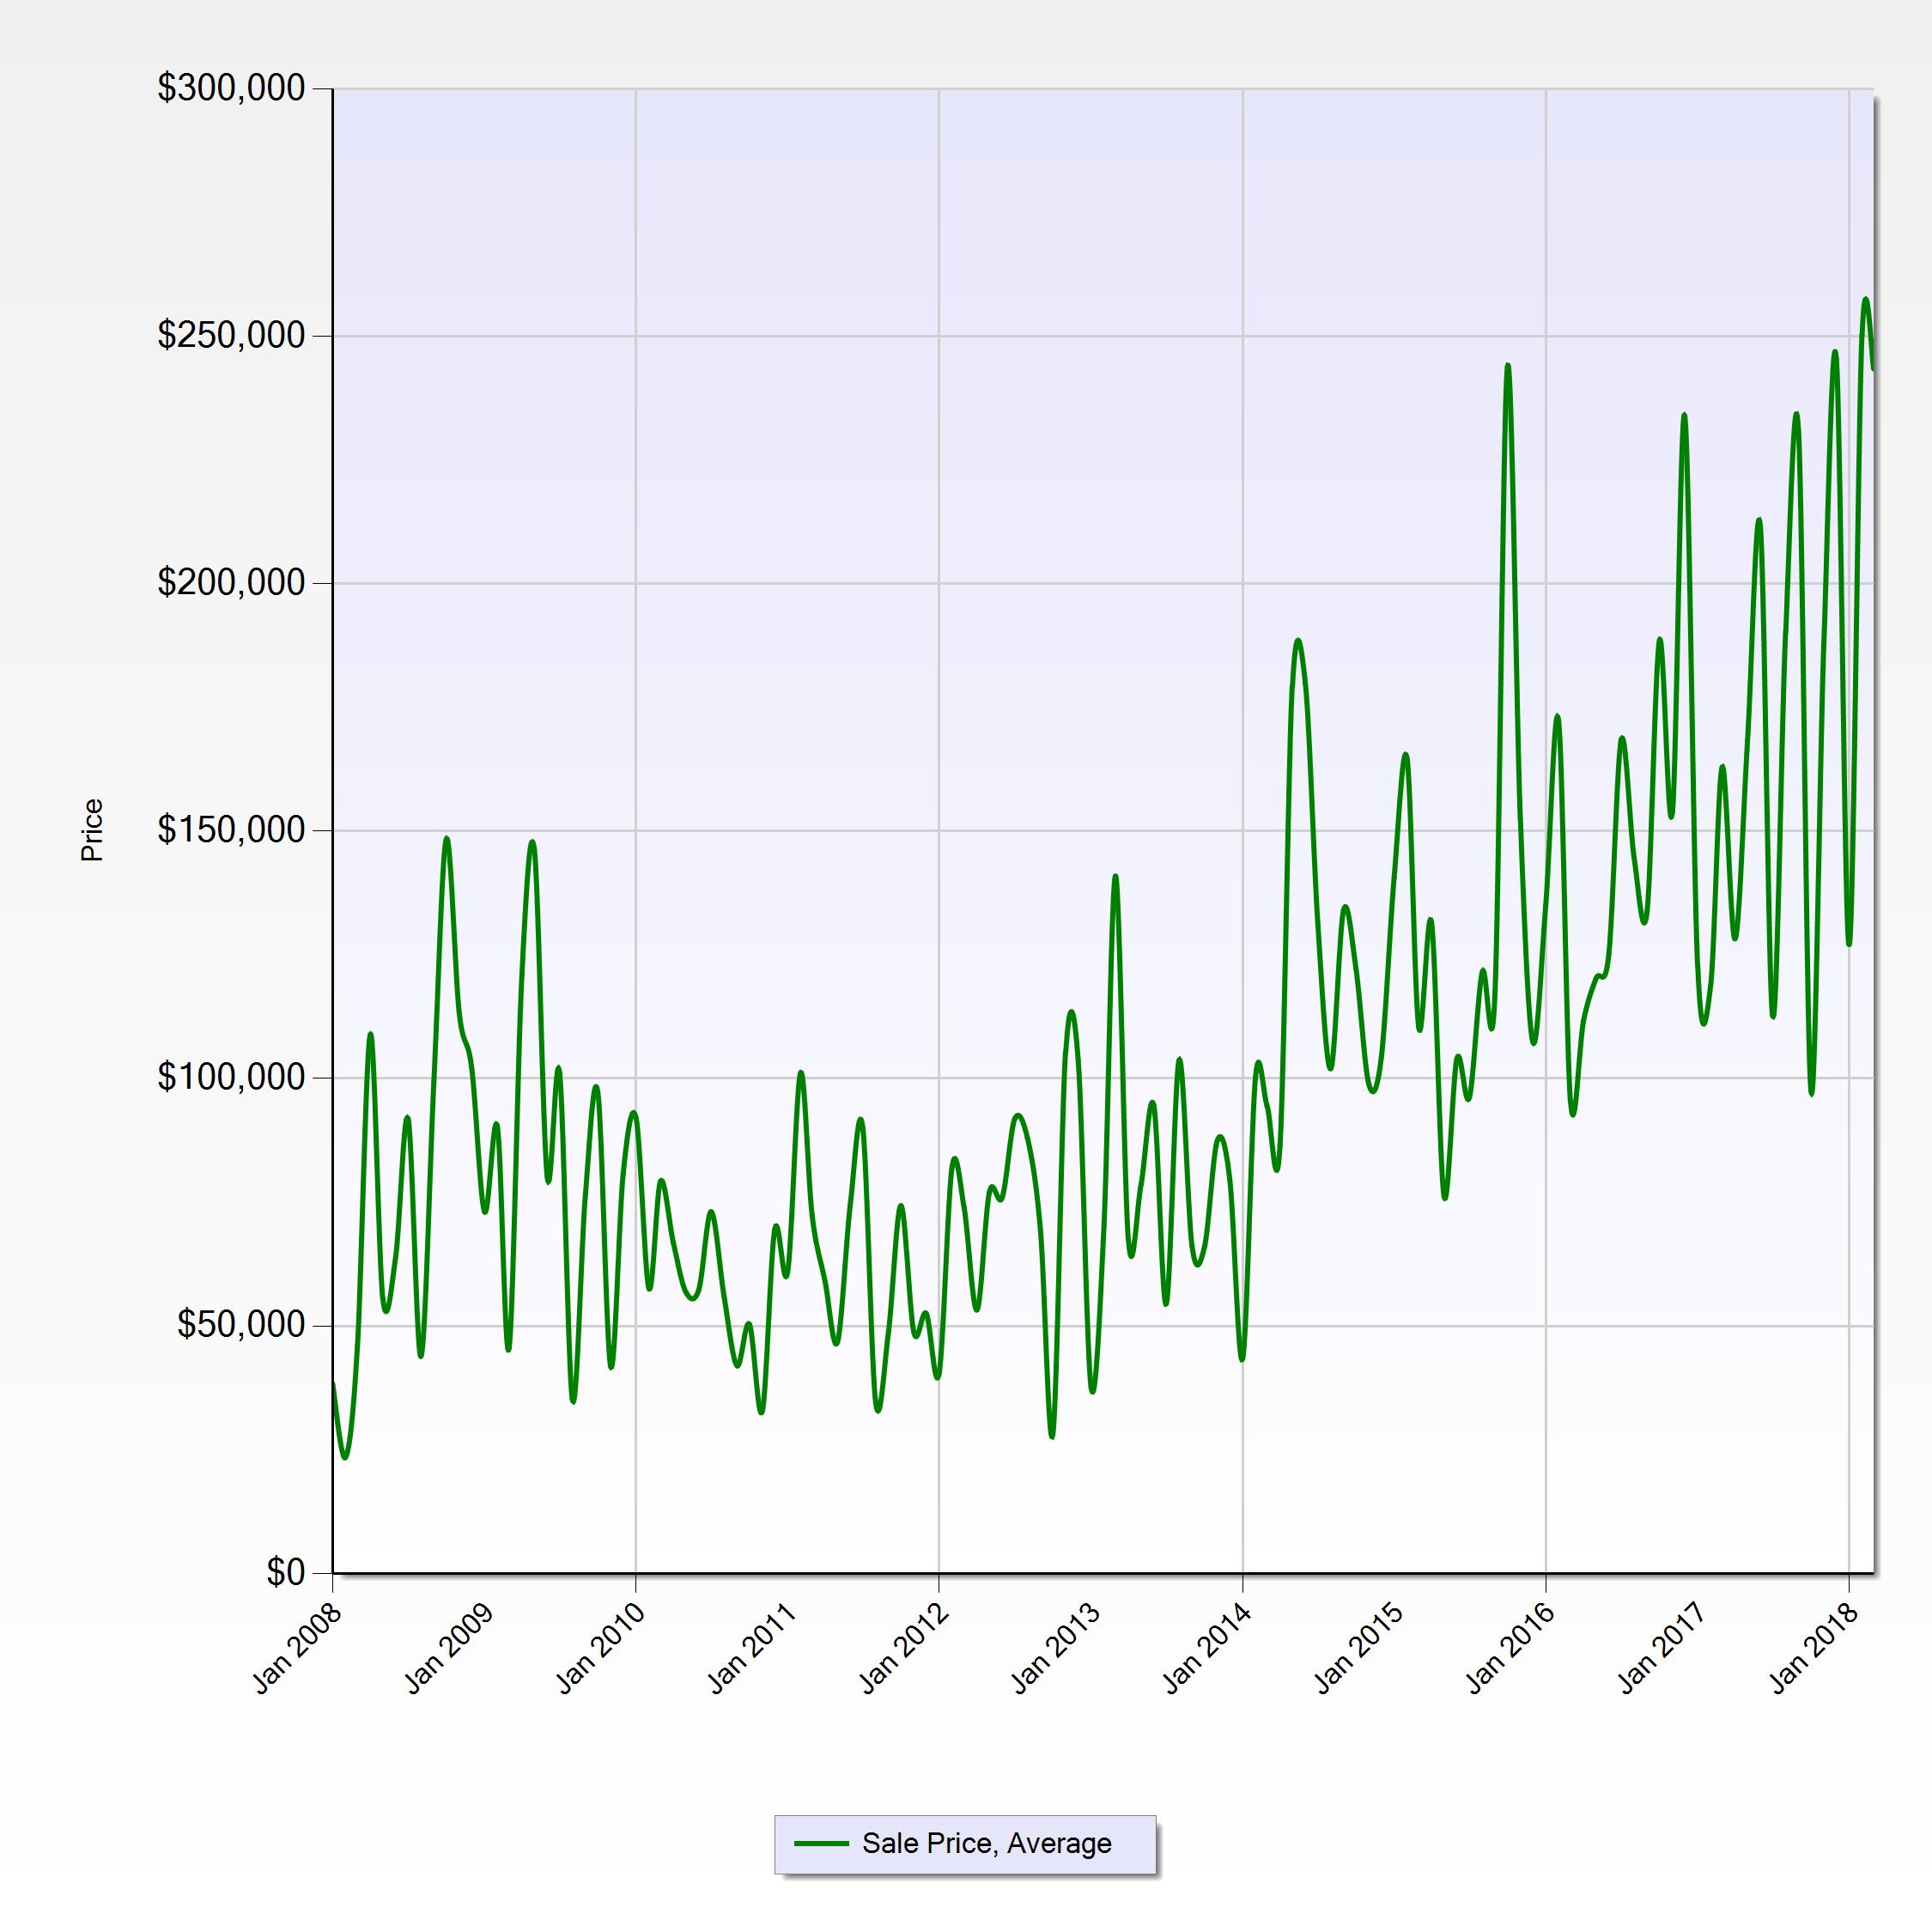 $300,000
$250,000
$200,000
$150,000
$100,000
$50,000
$0
Price
Jan 2008
Jan 2009
Jan 2010
Jan 2011
Jan 2012
Jan 2013
Jan 2014
Jan 2015
Jan 2016
Jan 2017
Jan 2018
Sale Price, Average